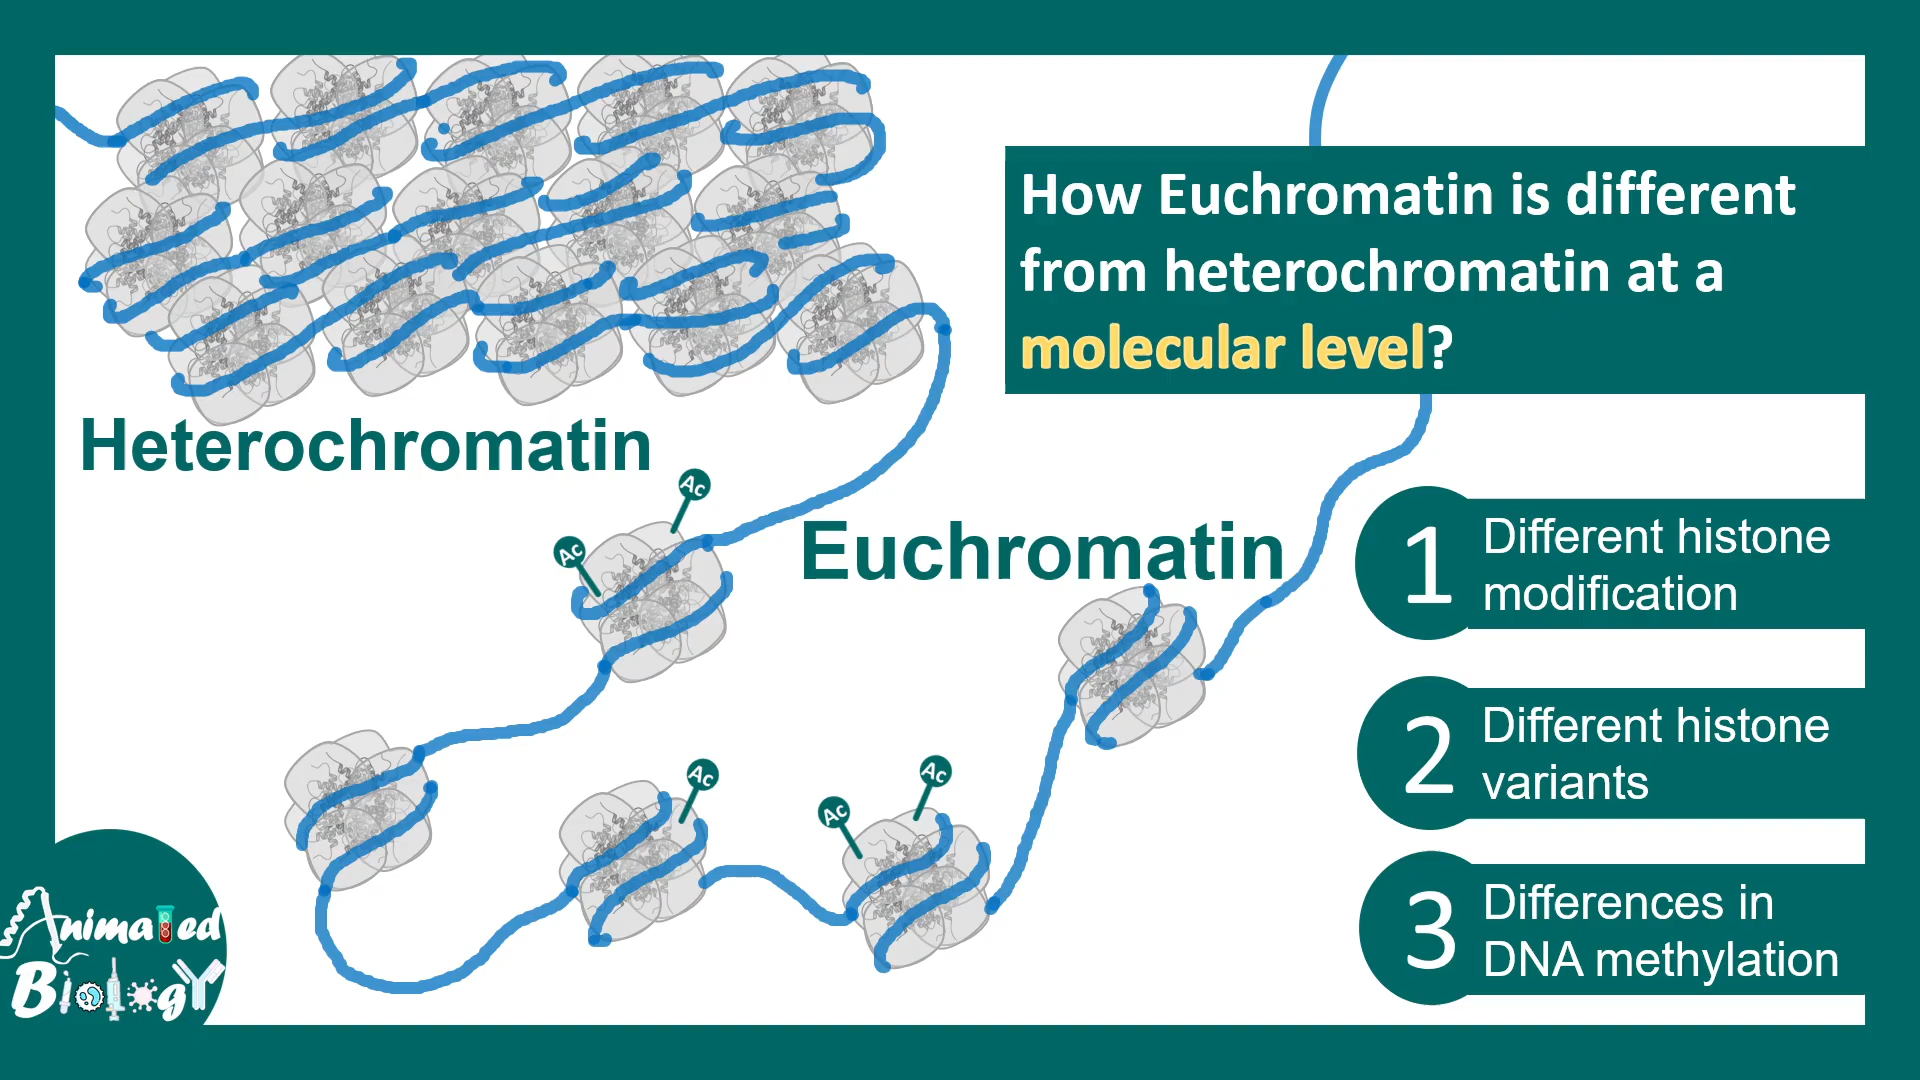 How Euchromatin is different
from heterochromatin at a
molecular level?
Heterochromatin
Ac
Ac
Euchromatin
Ac
Ac
Ac
1
Different histone
modification
2
Different histone
variants
3
Differences in
DNA methylation
Animated
Biology